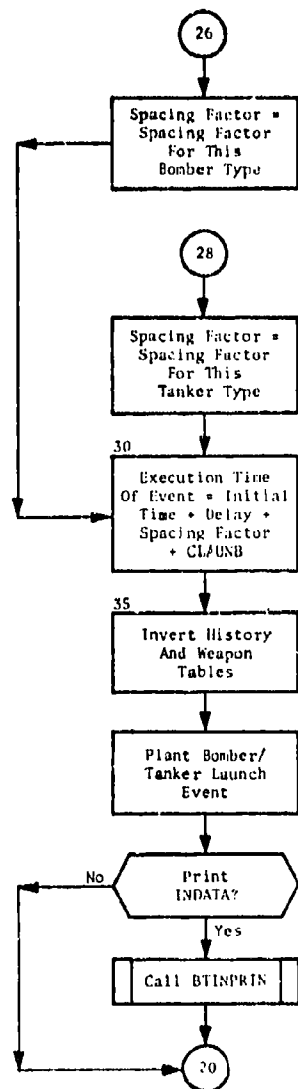 26
Spacing Factor =
Spacing Factor
For This
Bomber Type
28
Spacing Factor =
Spacing Factor
For This
Tanker Type
30
Execution Time
Of Event = Initial
Time + Delay +
Spacing Factor
+
35
Invert History
And Weapon
Tables
Plant Bomber/
Tanker Launch
Event
Print
INDATA?
No
Yes
Call BTINPRIN
20